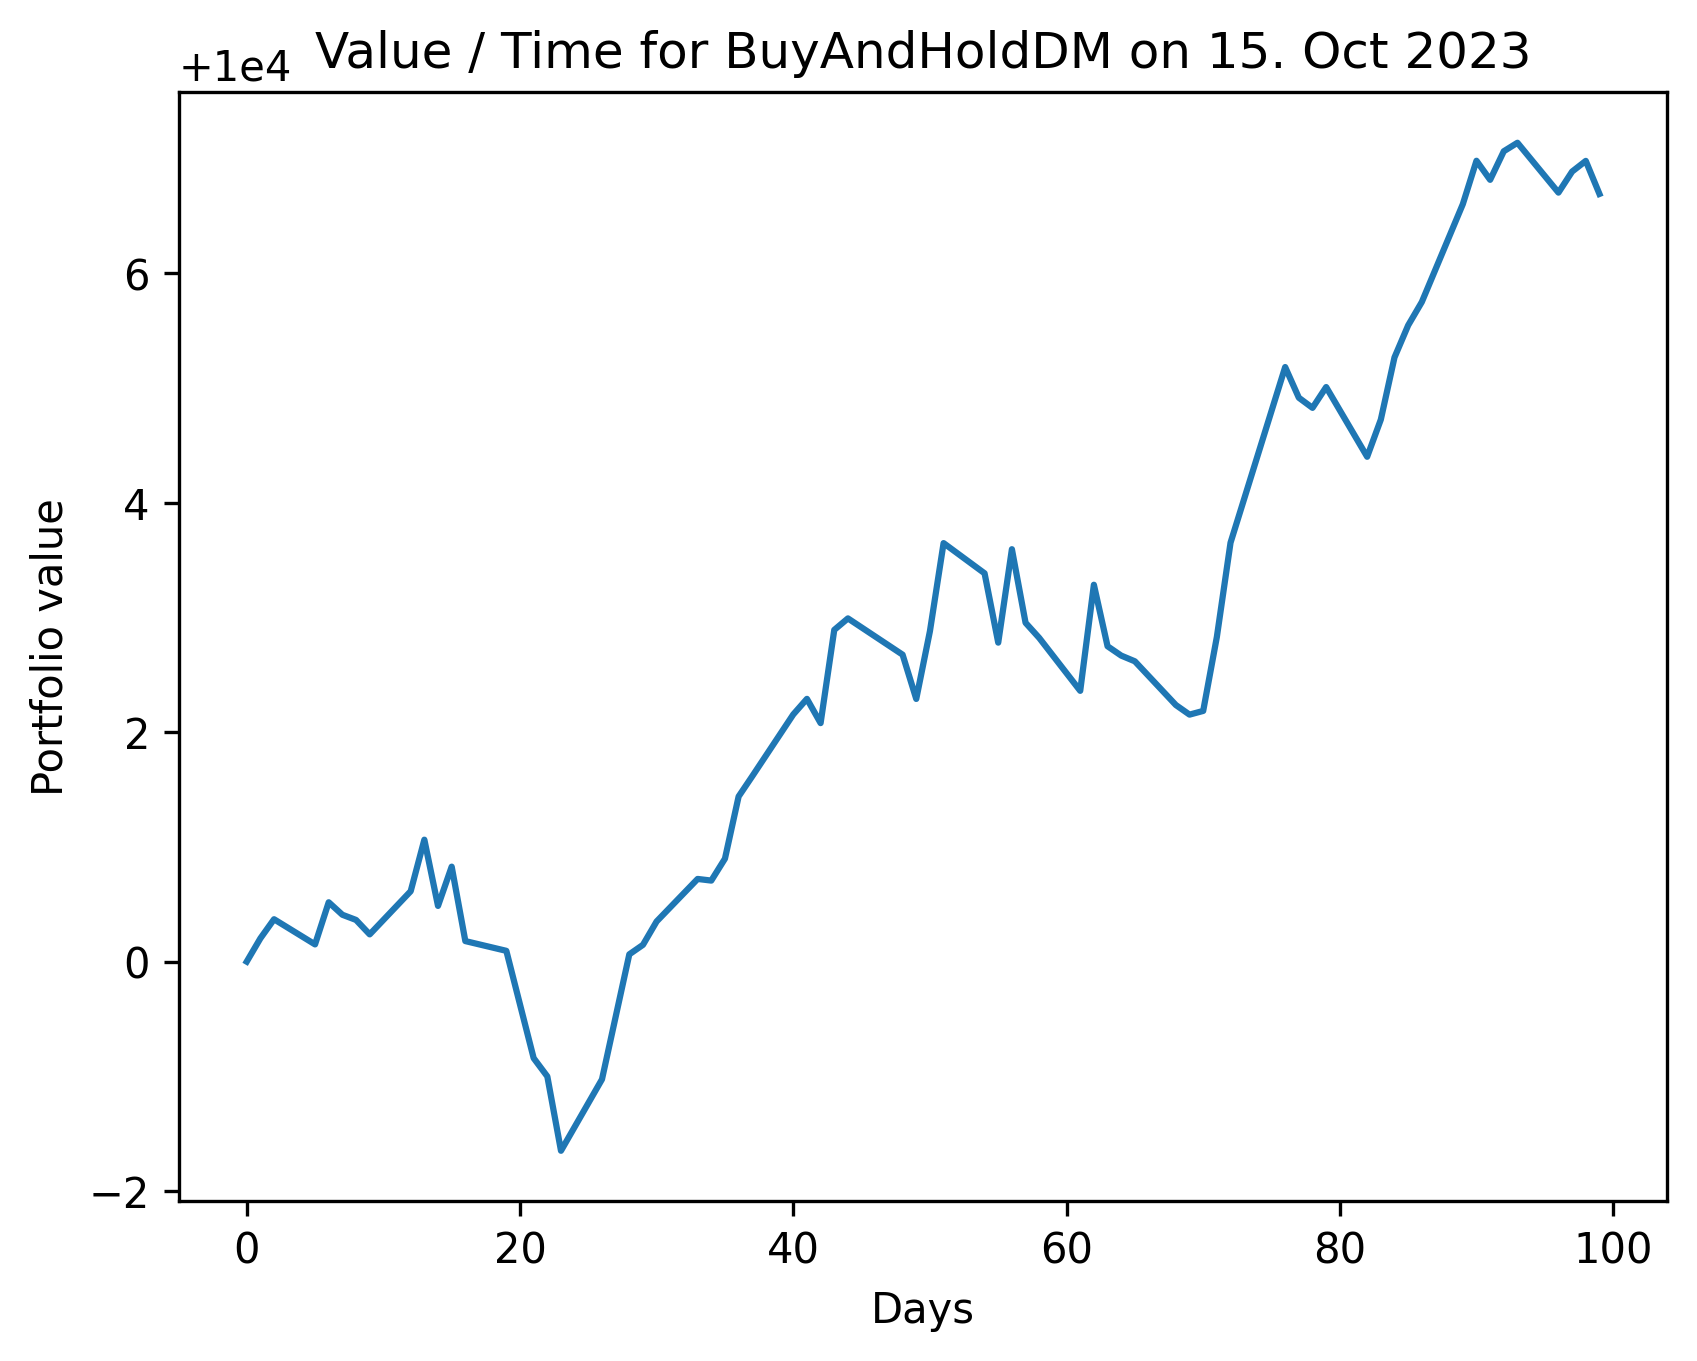 Value / Time for BuyAndHoldDM on 15. Oct 2023
+1e4
6
4
2
0
−2
Portfolio value
0 20 40 60 80 100
Days